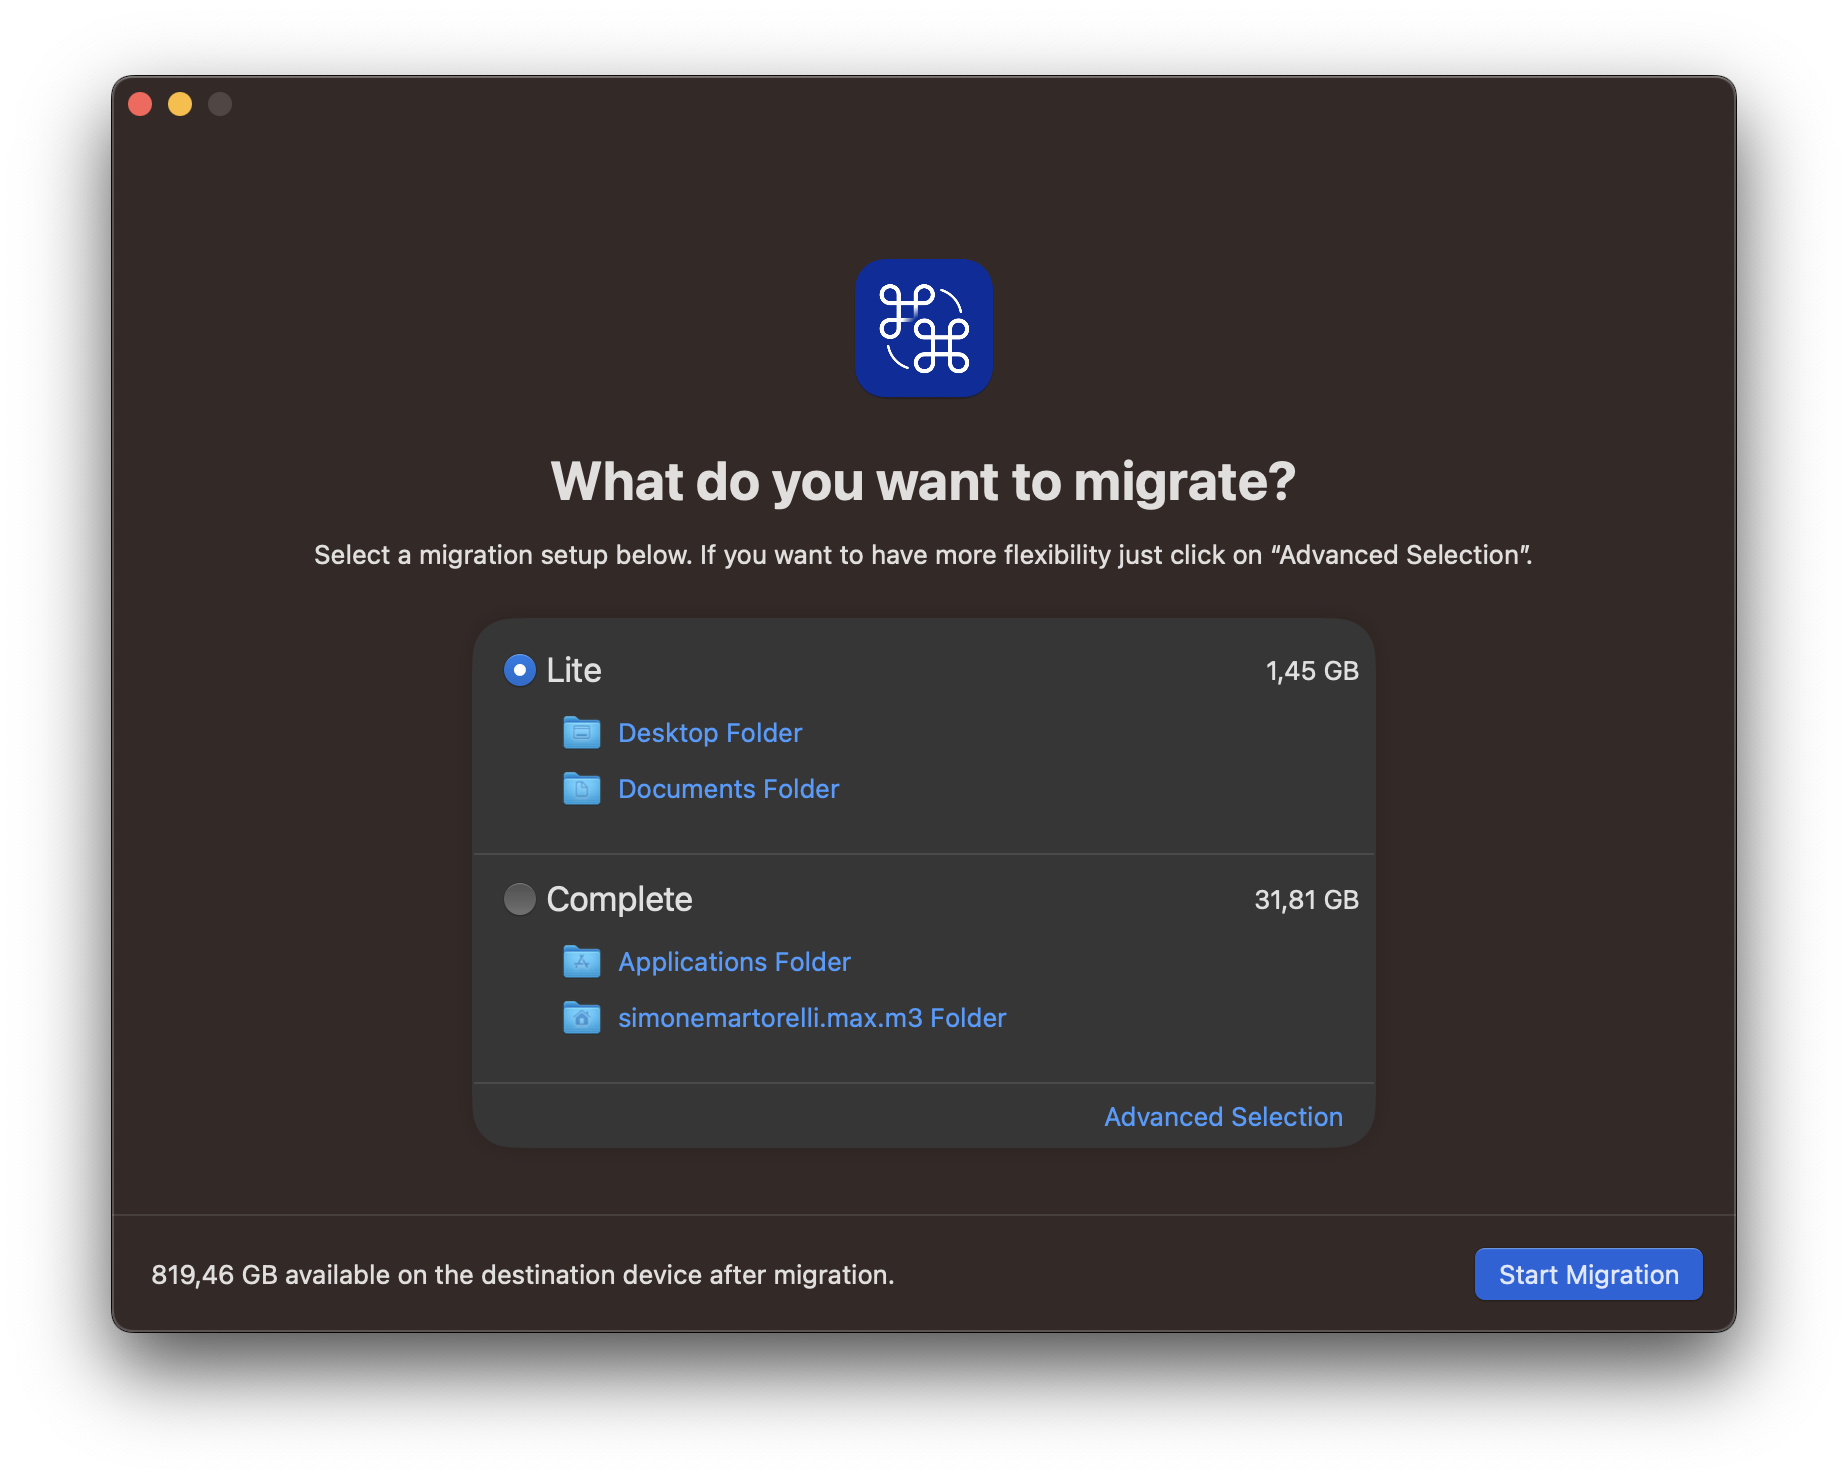 What do you want to migrate?
Select a migration setup below. If you want to have more flexibility just click on “Advanced Selection”.
Lite 1,45 GB
Desktop Folder
Documents Folder
Complete 31,81 GB
Applications Folder
simonemartorelli.max.m3 Folder
Advanced Selection
819,46 GB available on the destination device after migration. Start Migration